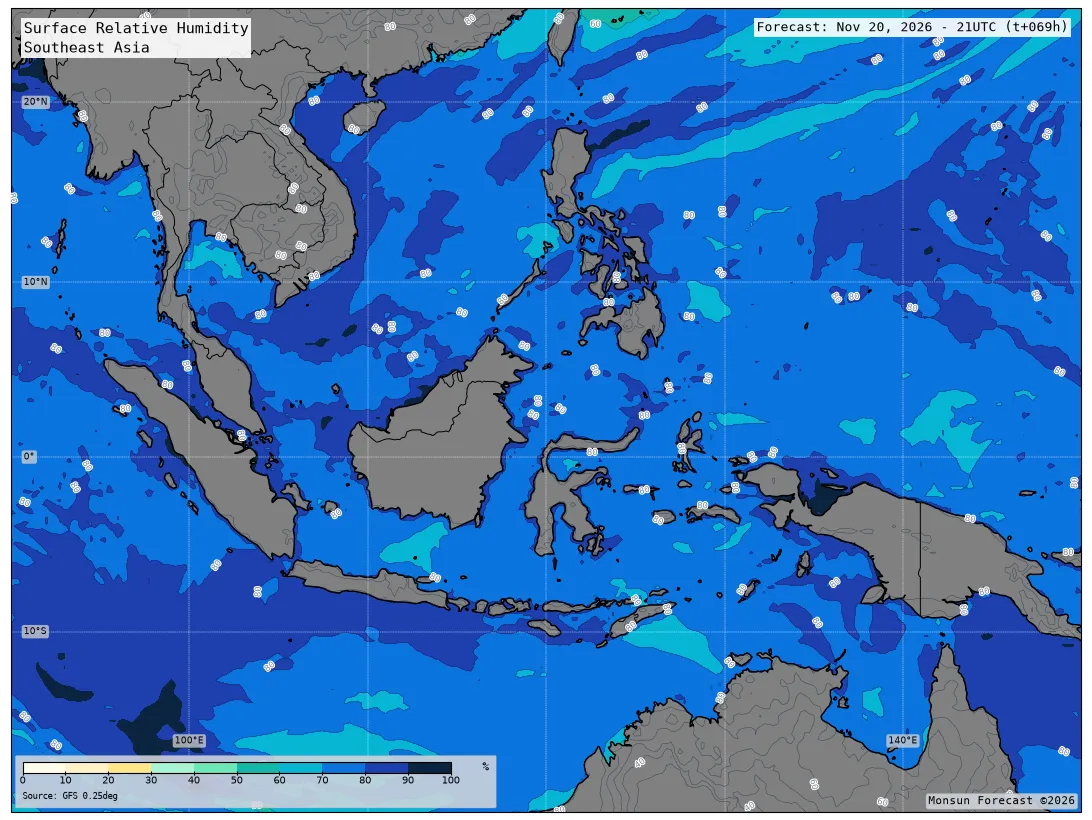 Surface Relative Humidity
Southeast Asia
Forecast: Nov 20, 2026 - 21UTC (t+069h)
20°N
10°N
0°
10°S
100°E
140°E
%
0 10 20 30 40 50 60 70 80 90 100
Source: GFS 0.25deg
Monsun Forecast ©2026